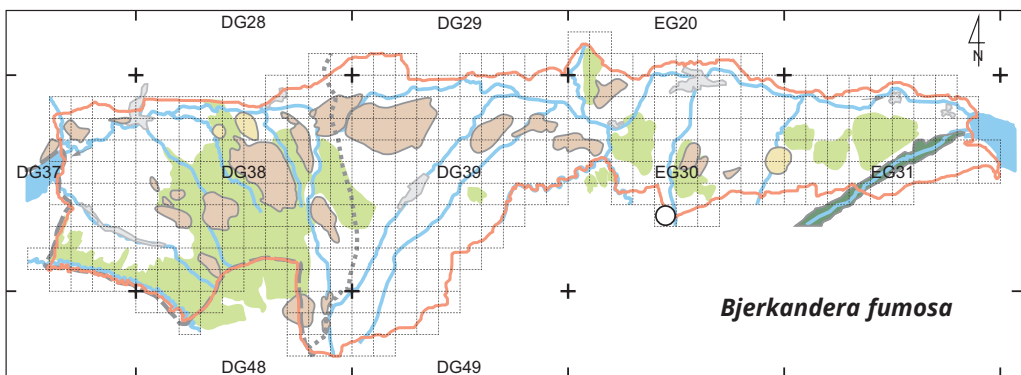 DG28 DG29 EG20
N
DG37 DG38 DG39 EG30 EG31
Bjerkandera fumosa
DG48 DG49